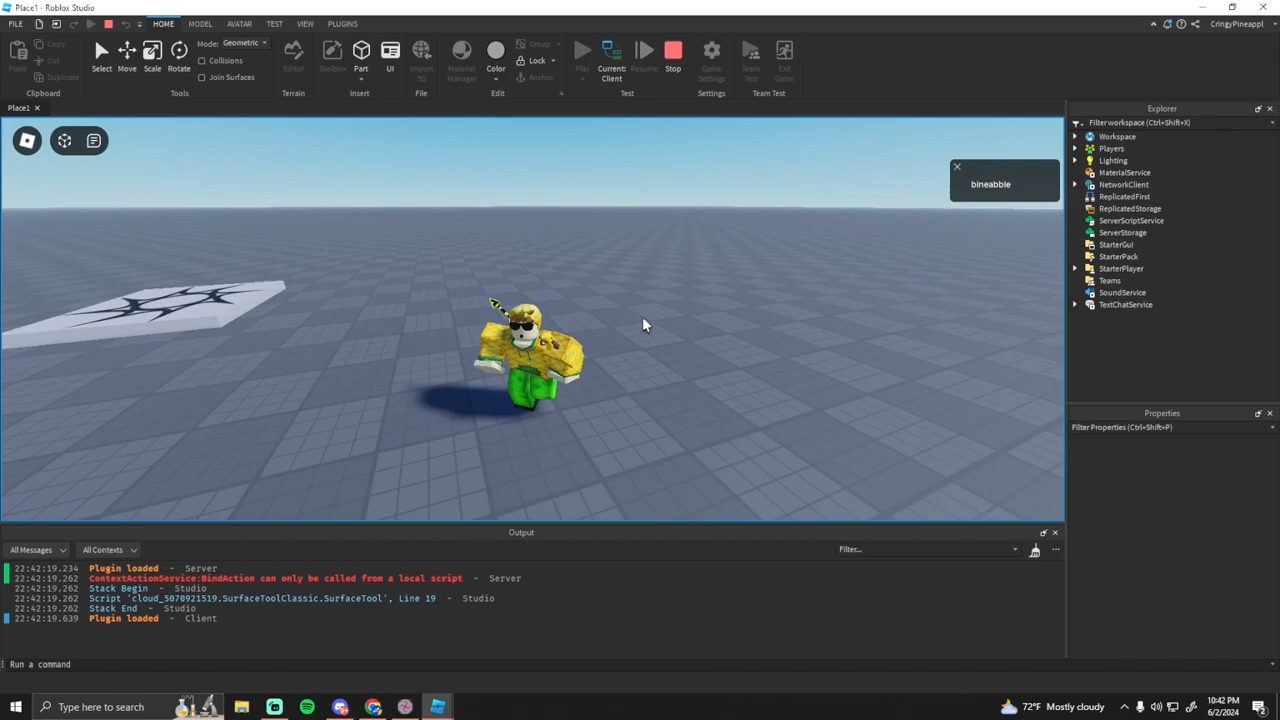 Place1 - Roblox Studio
FILE HOME MODEL AVATAR TEST VIEW PLUGINS CringyPineappl
Paste Copy Cut Duplicate Select Move Scale Rotate Mode: Geometric Collisions Join Surfaces Editor Toolbox Part UI Import 3D Material Manager Color Group Lock Anchor Play Current: Client Resume Stop Game Settings Team Test Exit Game
Clipboard Tools Terrain Insert File Edit Test Settings Team Test
Place1
Explorer
Filter workspace (Ctrl+Shift+X)
Workspace
Players
Lighting
MaterialService
NetworkClient
ReplicatedFirst
ReplicatedStorage
ServerScriptService
ServerStorage
StarterGui
StarterPack
StarterPlayer
Teams
SoundService
TextChatService
bineabble
Properties
Filter Properties (Ctrl+Shift+P)
Output
All Messages All Contexts Filter...
22:42:19.234 Plugin loaded - Server
22:42:19.262 ContextActionService:BindAction can only be called from a local script - Server
22:42:19.262 Stack Begin - Studio
22:42:19.262 Script 'cloud_5070921519.SurfaceToolClassic.SurfaceTool', Line 19 - Studio
22:42:19.262 Stack End - Studio
22:42:19.639 Plugin loaded - Client
Run a command
Type here to search 72°F Mostly cloudy 10:42 PM
6/2/2024 2